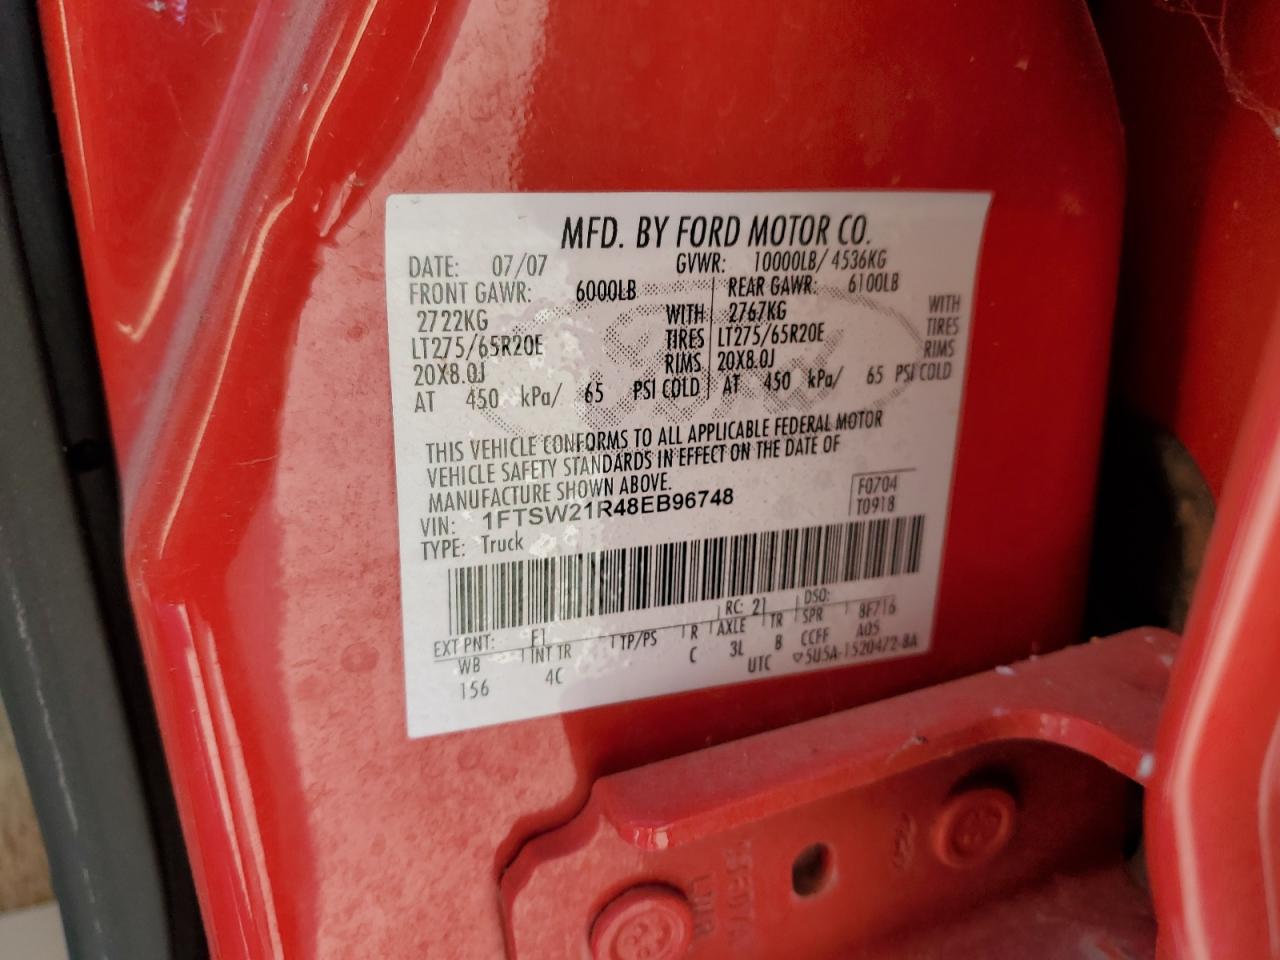 MFD. BY FORD MOTOR CO.
DATE: 07/07 GVWR: 10000LB/ 4536KG
FRONT GAWR: 6000LB REAR GAWR: 6100LB
2722KG WITH 2767KG WITH
LT275/65R20E TIRES LT275/65R20E TIRES
20X8.0J RIMS 20X8.0J RIMS
AT 450 kPa/ 65 PSI COLD AT 450 kPa/ 65 PSI COLD
THIS VEHICLE CONFORMS TO ALL APPLICABLE FEDERAL MOTOR
VEHICLE SAFETY STANDARDS IN EFFECT ON THE DATE OF
MANUFACTURE SHOWN ABOVE.
F0704
VIN: 1FTSW21R48EB96748 T0918
TYPE: Truck
EXT PNT: F1 RC: 21 DSO:
WB INT TR TP/PS R AXLE TR SPR 8F716
156 4C C 3L B CCFF A05
UTC ▽5U5A-1520472-BA